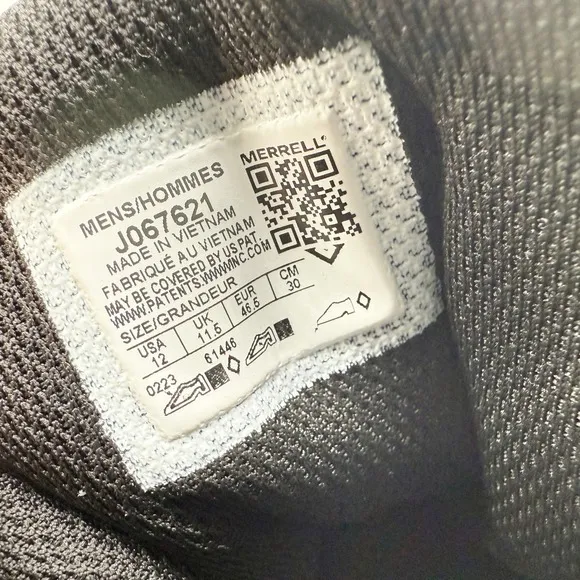 MERRELL
MENS/HOMMES
J067621
MADE IN VIETNAM
FABRIQUÉ AU VIETNAM
MAY BE COVERED BY US PAT.
WWW.PATENTS.WWWINC.COM
SIZE/GRANDEUR
USA UK EUR CM
12 11.5 46.5 30
0223 61446